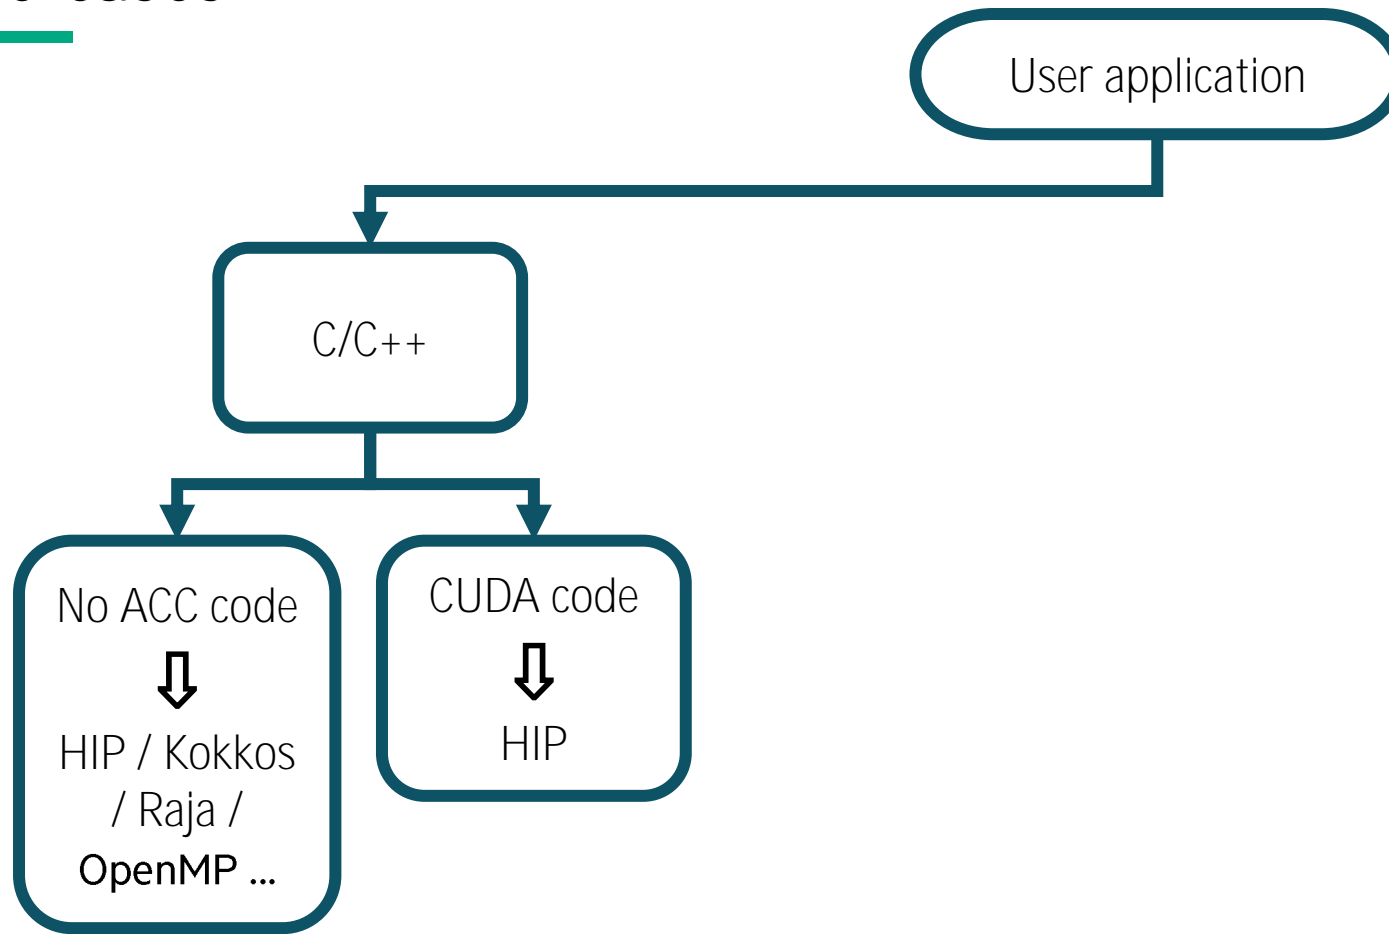 User application
C/C++
No ACC code
HIP / Kokkos
/ Raja /
OpenMP ...
CUDA code
HIP